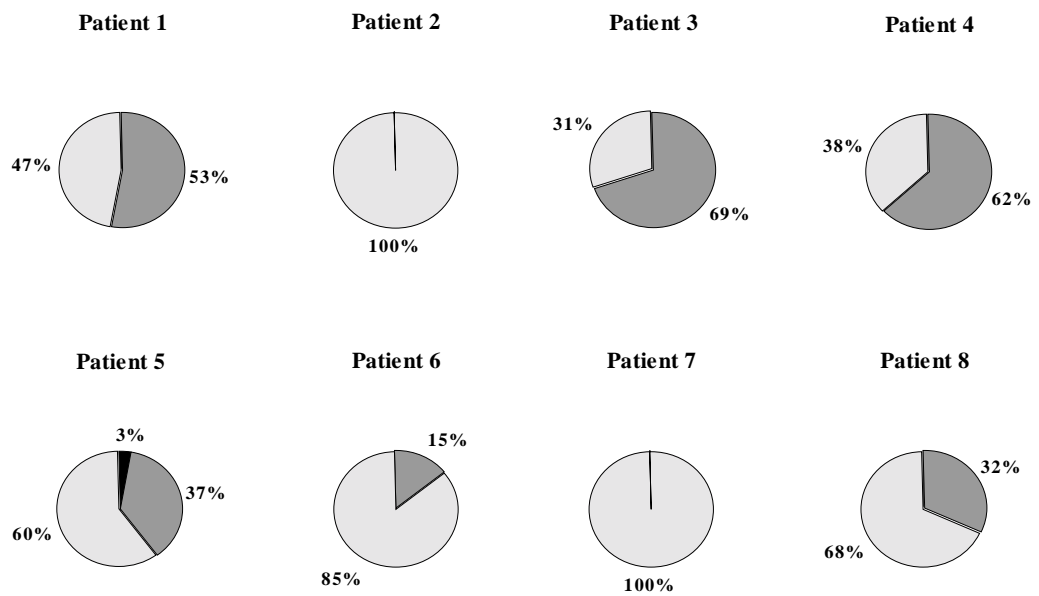 Patient 1
Patient 2
Patient 3
Patient 4
47%
53%
100%
31%
69%
38%
62%
Patient 5
Patient 6
Patient 7
Patient 8
3%
37%
60%
15%
85%
100%
32%
68%